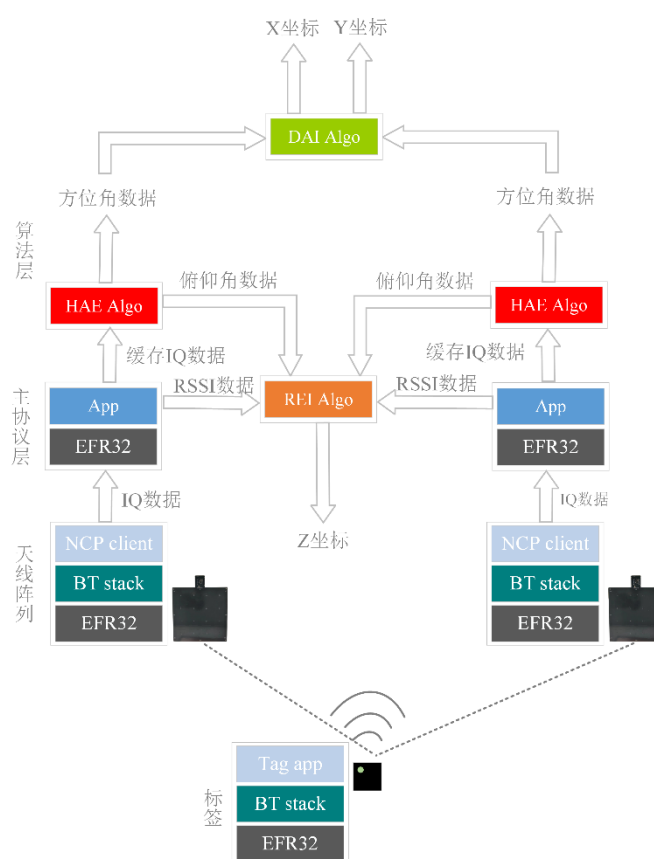 X坐标 Y坐标
DAI Algo
方位角数据 方位角数据
算法层
俯仰角数据 俯仰角数据
HAE Algo HAE Algo
缓存IQ数据 缓存IQ数据
主协议层
RSSI数据 RSSI数据
App REI Algo App
EFR32 EFR32
IQ数据 IQ数据
天线阵列
NCP client Z坐标 NCP client
BT stack BT stack
EFR32 EFR32
标签
Tag app
BT stack
EFR32